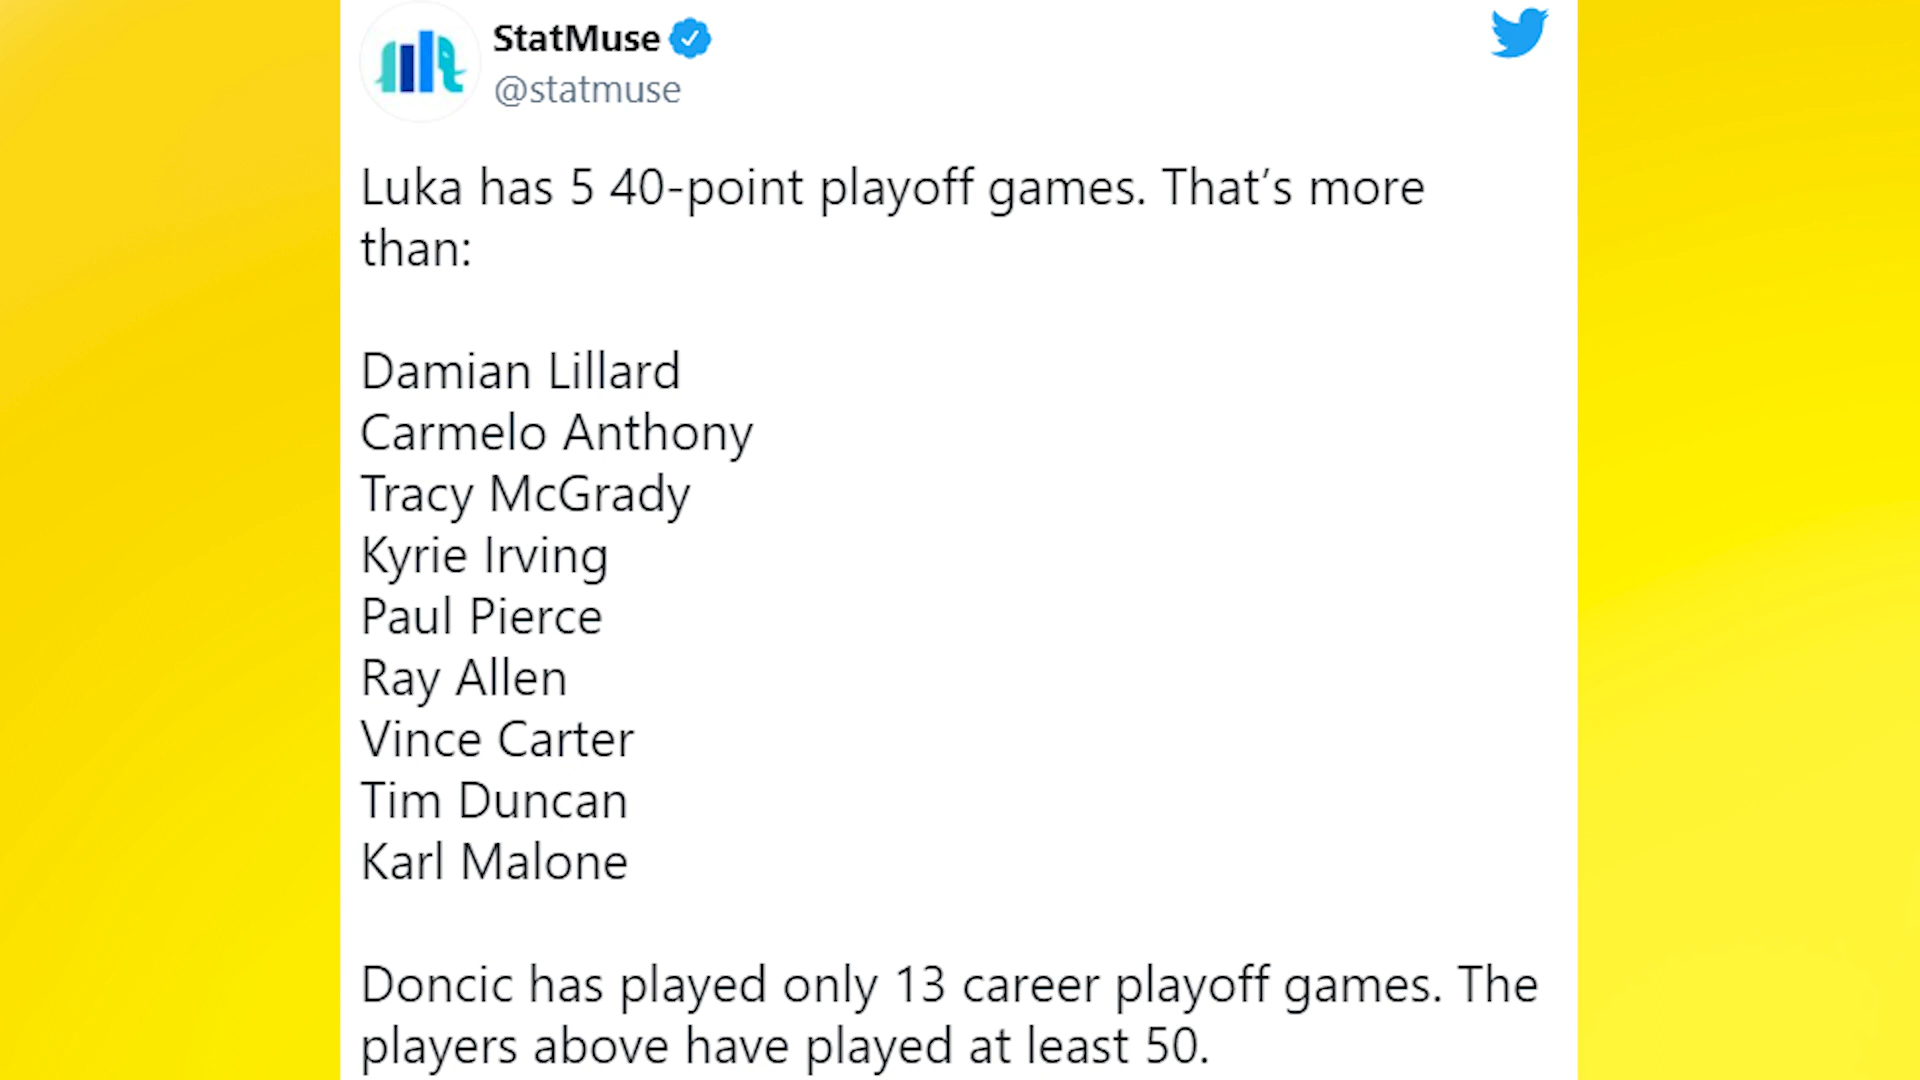 StatMuse
@statmuse
Luka has 5 40-point playoff games. That’s more
than:
Damian Lillard
Carmelo Anthony
Tracy McGrady
Kyrie Irving
Paul Pierce
Ray Allen
Vince Carter
Tim Duncan
Karl Malone
Doncic has played only 13 career playoff games. The
players above have played at least 50.